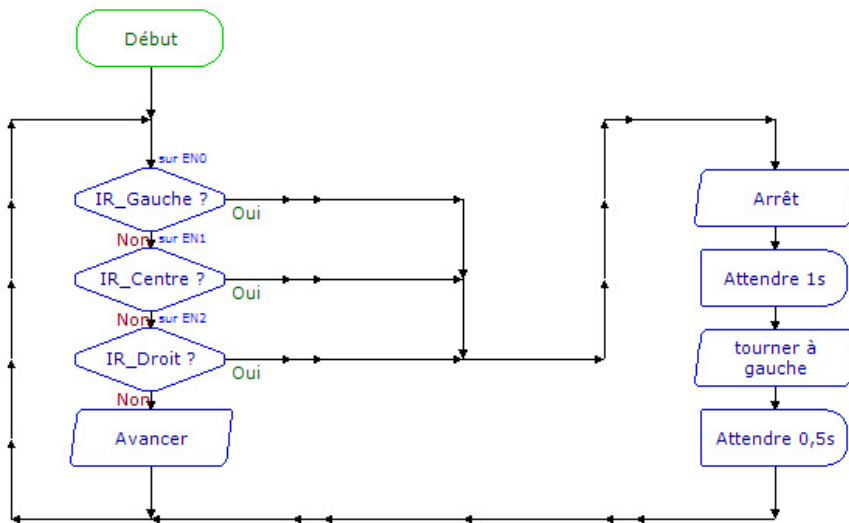 Début
sur EN0
IR_Gauche ?
Oui
Non
sur EN1
IR_Centre ?
Oui
Non
sur EN2
IR_Droit ?
Oui
Non
Avancer
Arrêt
Attendre 1s
tourner à
gauche
Attendre 0,5s